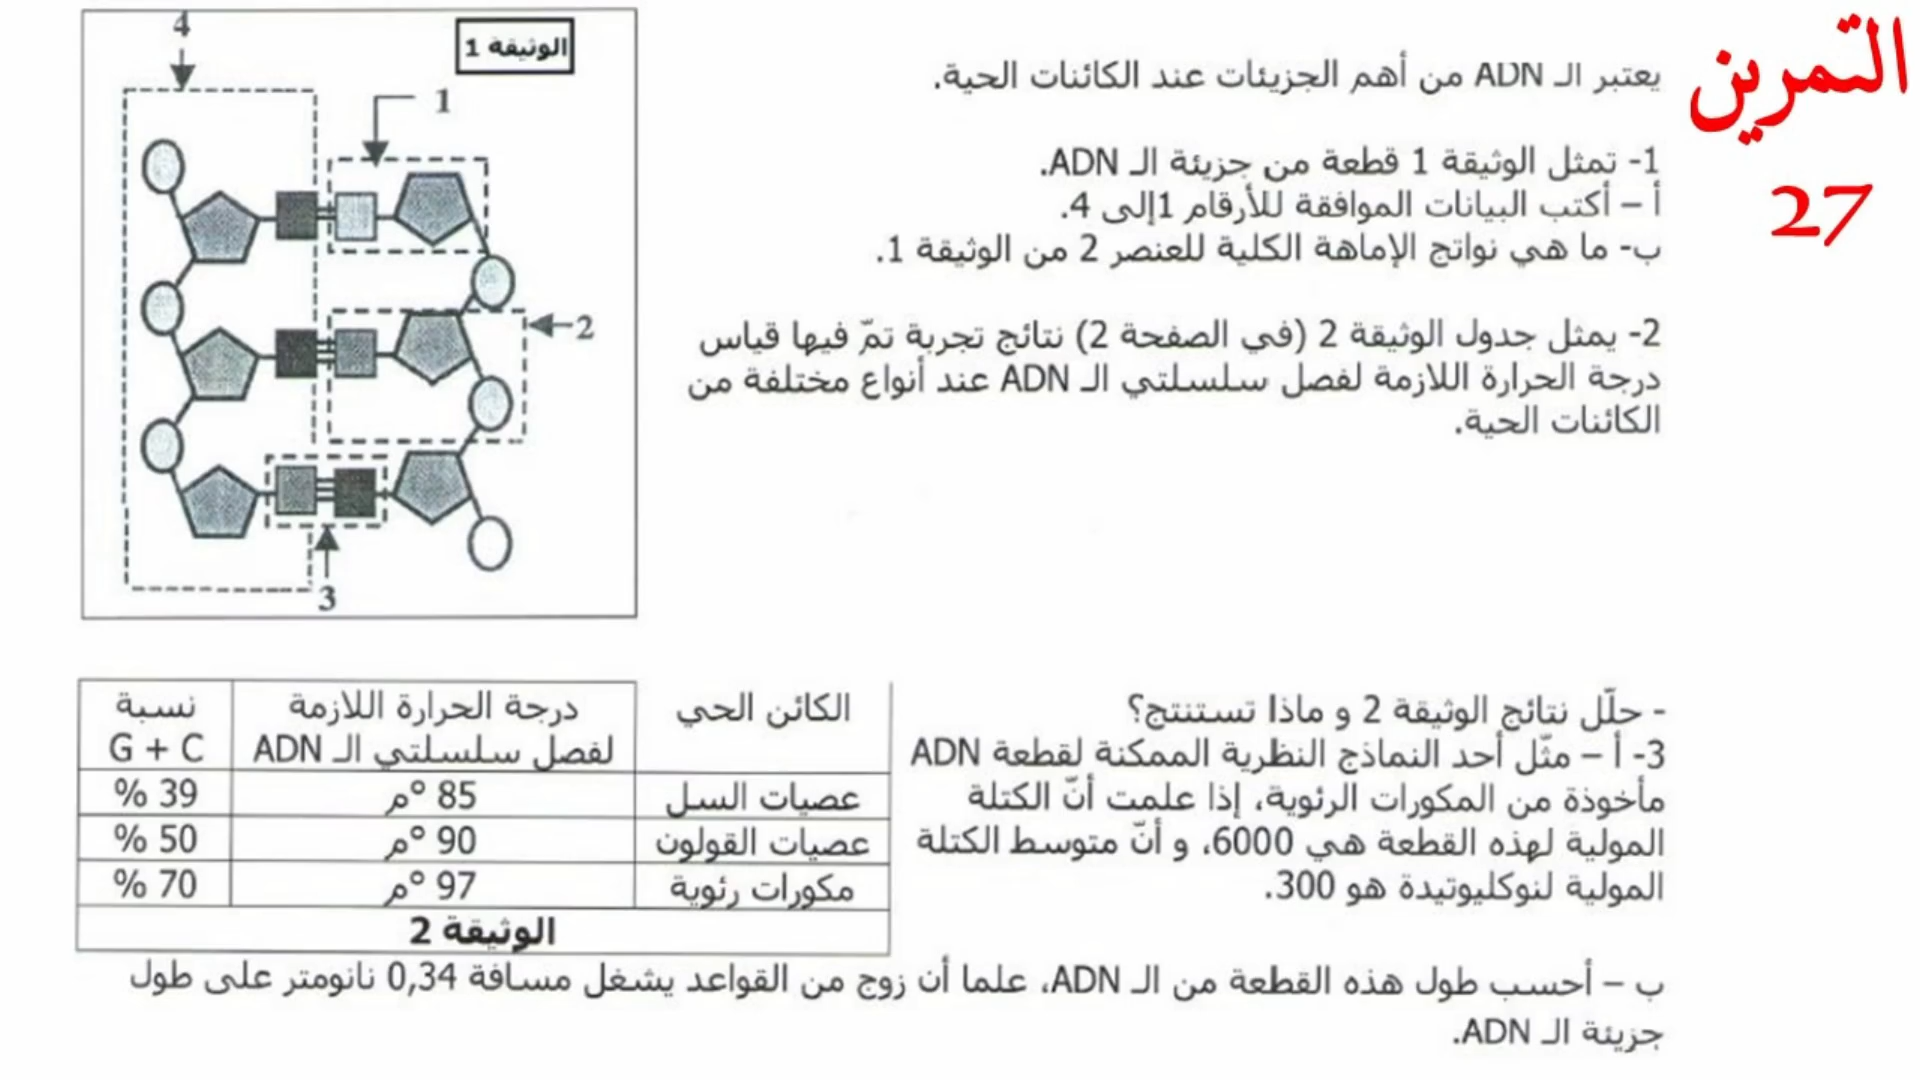 التمرين
27
يعتبر الـ ADN من أهم الجزيئات عند الكائنات الحية.
1- تمثل الوثيقة 1 قطعة من جزيئة الـ ADN.
أ – أكتب البيانات الموافقة للأرقام 1إلى 4.
ب- ما هي نواتج الإماهة الكلية للعنصر 2 من الوثيقة 1.
2- يمثل جدول الوثيقة 2 (في الصفحة 2) نتائج تجربة تمّ فيها قياس
درجة الحرارة اللازمة لفصل سلسلتي الـ ADN عند أنواع مختلفة من
الكائنات الحية.
الوثيقة 1
4
1
2
3
- حلّل نتائج الوثيقة 2 و ماذا تستنتج؟
3- أ – مثّل أحد النماذج النظرية الممكنة لقطعة ADN
مأخوذة من المكورات الرئوية، إذا علمت أنّ الكتلة
المولية لهذه القطعة هي 6000، و أنّ متوسط الكتلة
المولية لنوكليوتيدة هو 300.
الكائن الحي
درجة الحرارة اللازمة
لفصل سلسلتي الـ ADN
نسبة
G + C
عصيات السل 85 °م 39 %
عصيات القولون 90 °م 50 %
مكورات رئوية 97 °م 70 %
الوثيقة 2
ب – أحسب طول هذه القطعة من الـ ADN، علما أن زوج من القواعد يشغل مسافة 0,34 نانومتر على طول
جزيئة الـ ADN.